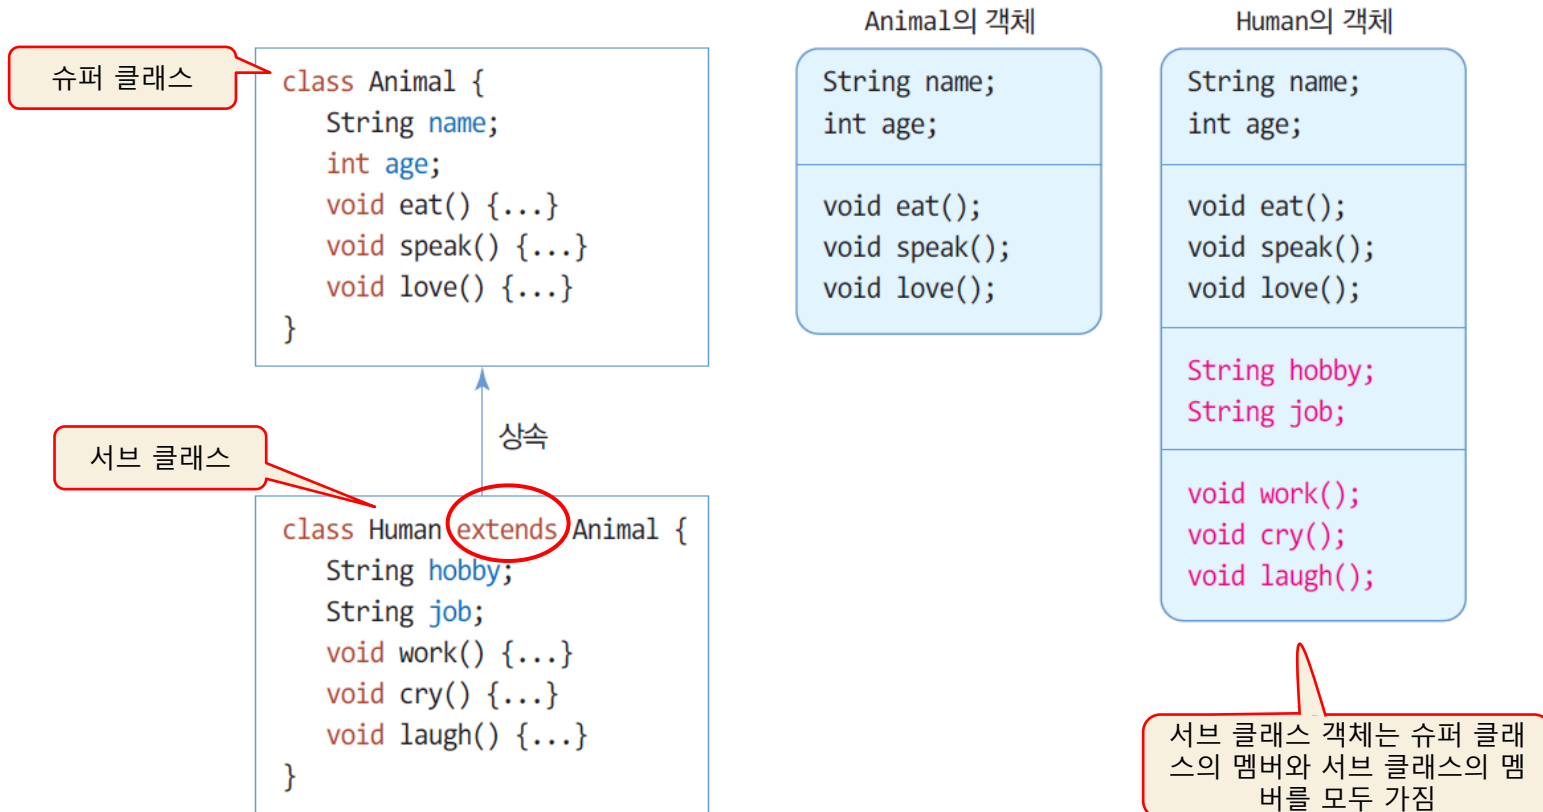 슈퍼 클래스
class Animal {
String name;
int age;
void eat() {...}
void speak() {...}
void love() {...}
}
상속
서브 클래스
class Human extends Animal {
String hobby;
String job;
void work() {...}
void cry() {...}
void laugh() {...}
}
Animal의 객체
String name;
int age;
void eat();
void speak();
void love();
Human의 객체
String name;
int age;
void eat();
void speak();
void love();
String hobby;
String job;
void work();
void cry();
void laugh();
서브 클래스 객체는 슈퍼 클래
스의 멤버와 서브 클래스의 멤
버를 모두 가짐